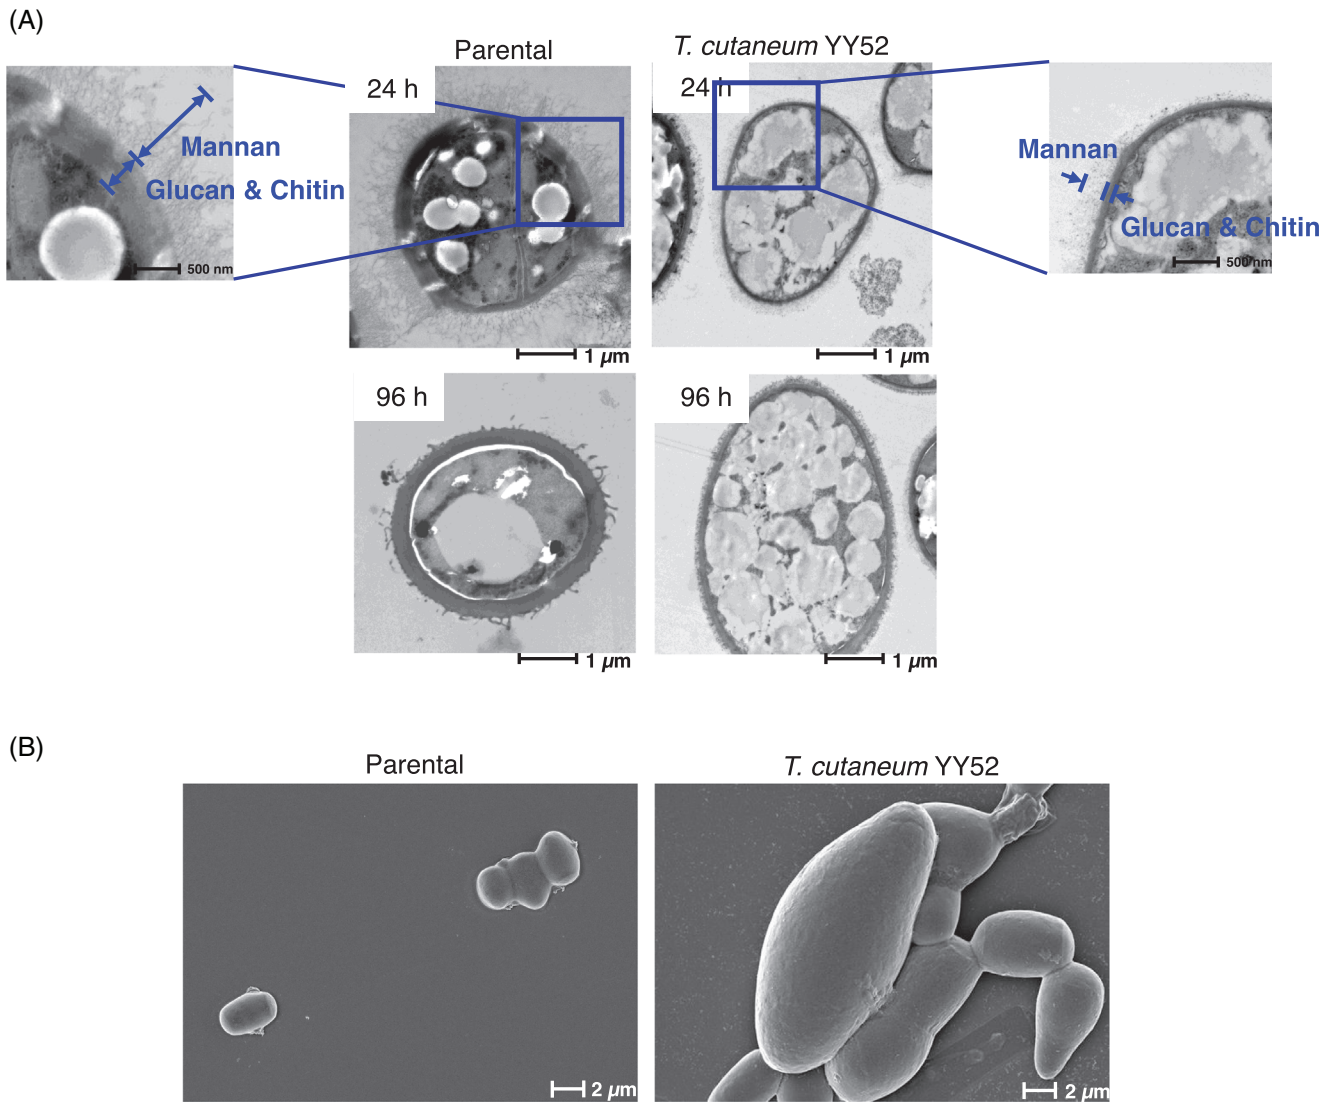 (A)
Parental
T. cutaneum YY52
24 h
24 h
Mannan
Glucan & Chitin
500 nm
Mannan
Glucan & Chitin
500 nm
1 µm
1 µm
96 h
96 h
1 µm
1 µm
(B)
Parental
T. cutaneum YY52
2 µm
2 µm